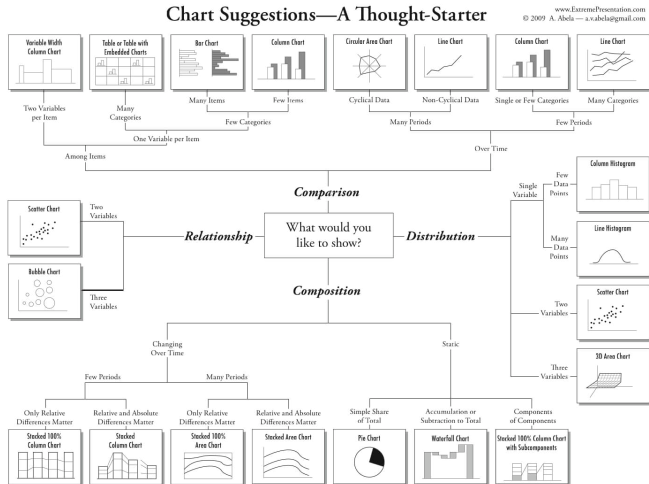 Chart Suggestions—A Thought-Starter
www.ExtremePresentation.com
© 2009 A. Abela — a.v.abela@gmail.com
Variable Width
Column Chart
Table or Table with
Embedded Charts
Bar Chart
Column Chart
Circular Area Chart
Line Chart
Column Chart
Line Chart
Two Variables
per Item
Many
Categories
Many Items
Few Items
Cyclical Data
Non-Cyclical Data
Single or Few Categories
Many Categories
Few Categories
Many Periods
Few Periods
One Variable per Item
Among Items
Over Time
Comparison
What would you
like to show?
Relationship
Scatter Chart
Two
Variables
Bubble Chart
Three
Variables
Distribution
Single
Variable
Few
Data
Points
Column Histogram
Many
Data
Points
Line Histogram
Two
Variables
Scatter Chart
Three
Variables
3D Area Chart
Composition
Changing
Over Time
Static
Few Periods
Many Periods
Only Relative
Differences Matter
Relative and Absolute
Differences Matter
Only Relative
Differences Matter
Relative and Absolute
Differences Matter
Simple Share
of Total
Accumulation or
Subtraction to Total
Components
of Components
Stacked 100%
Column Chart
Stacked
Column Chart
Stacked 100%
Area Chart
Stacked Area Chart
Pie Chart
Waterfall Chart
Stacked 100% Column Chart
with Subcomponents